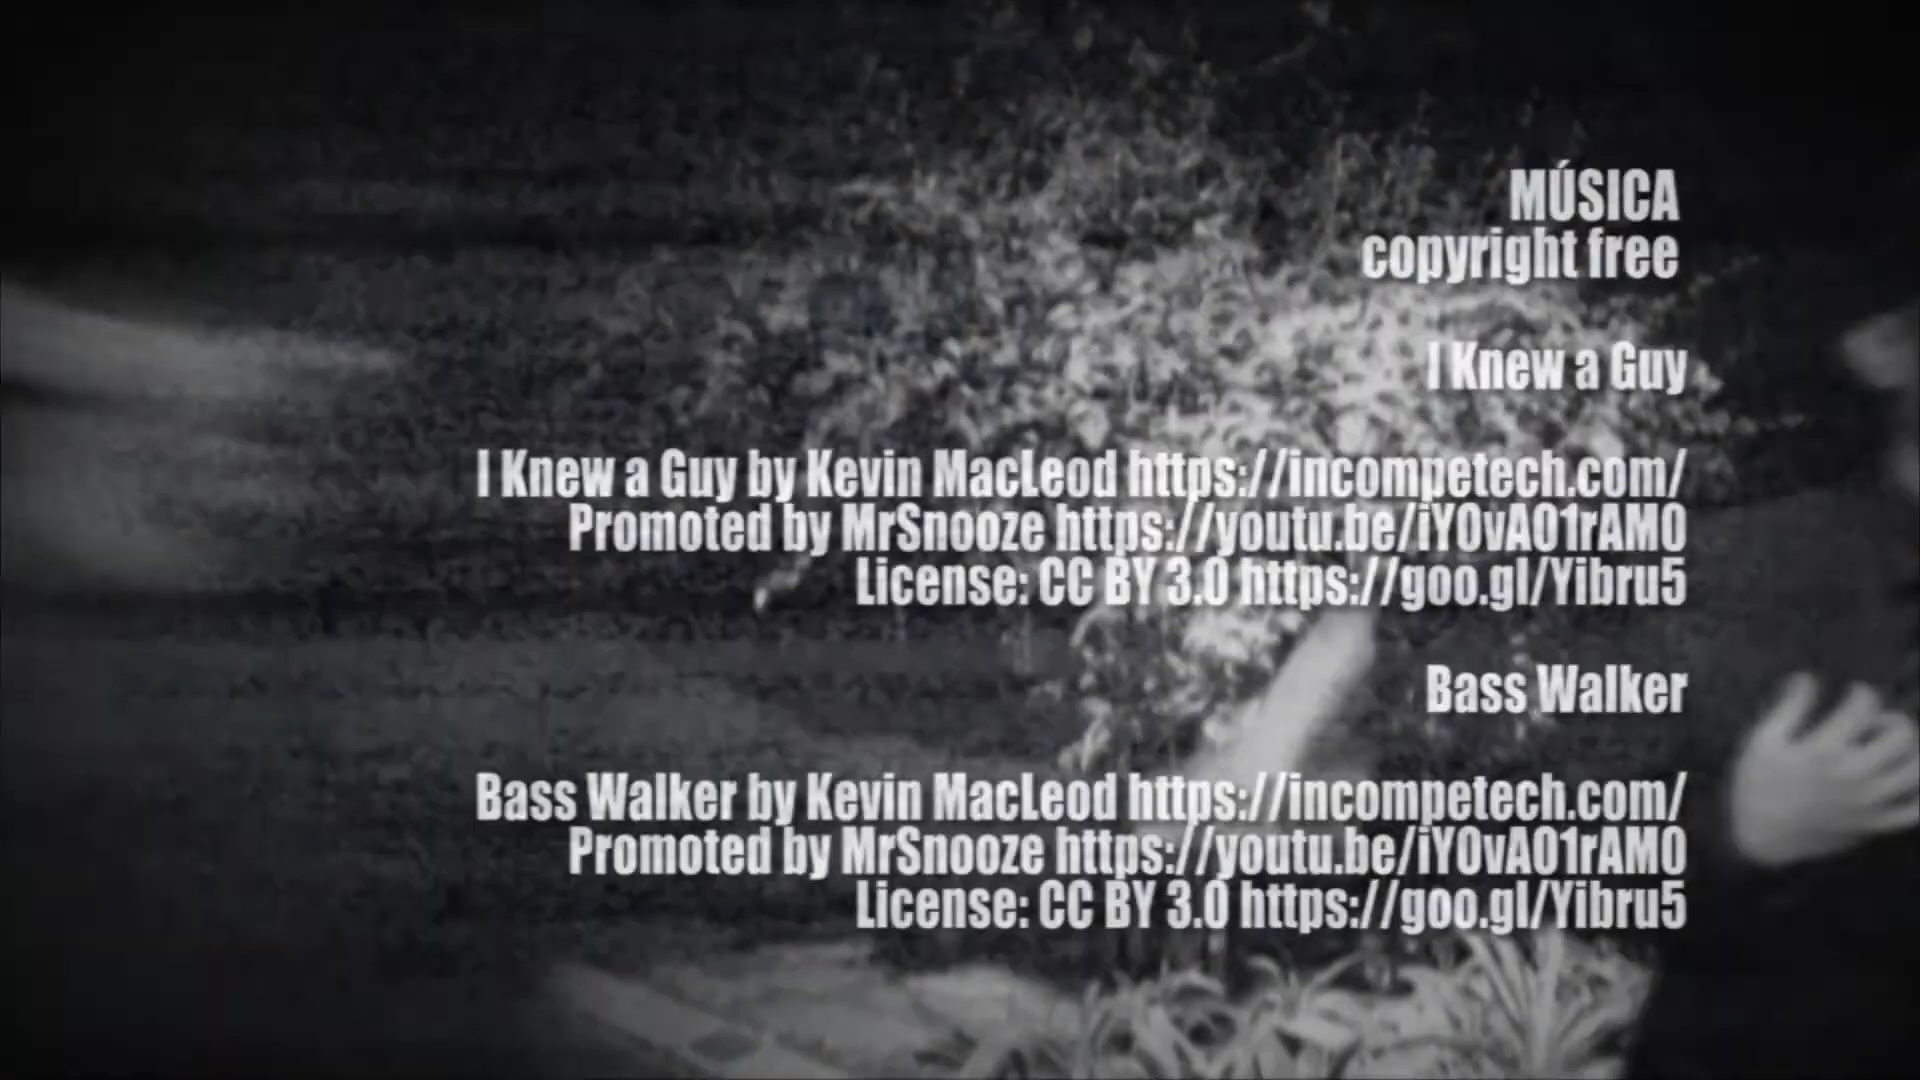 MÚSICA
copyright free
I Knew a Guy
I Knew a Guy by Kevin MacLeod https://incompetech.com/
Promoted by MrSnooze https://youtu.be/iY0vAO1rAM0
License: CC BY 3.0 https://goo.gl/Yibru5
Bass Walker
Bass Walker by Kevin MacLeod https://incompetech.com/
Promoted by MrSnooze https://youtu.be/iY0vAO1rAM0
License: CC BY 3.0 https://goo.gl/Yibru5